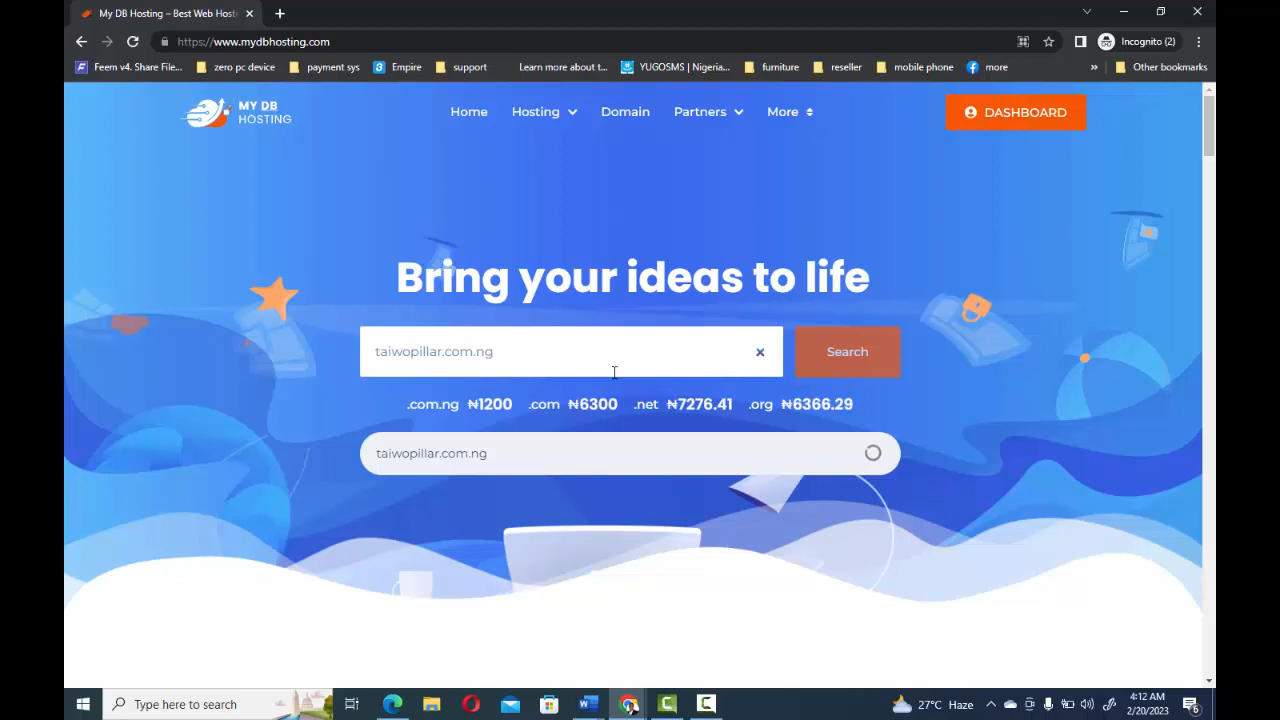 My DB Hosting – Best Web Host
https://www.mydbhosting.com
Incognito (2)
Feem v4. Share File...
zero pc device
payment sys
Empire
support
Learn more about t...
YUGOSMS | Nigeria...
furniture
reseller
mobile phone
more
»
Other bookmarks
MY DB
HOSTING
Home
Hosting
Domain
Partners
More
DASHBOARD
Bring your ideas to life
taiwopillar.com.ng
Search
.com.ng ₦1200 .com ₦6300 .net ₦7276.41 .org ₦6366.29
taiwopillar.com.ng
Type here to search
27°C Haze
4:12 AM
2/20/2023